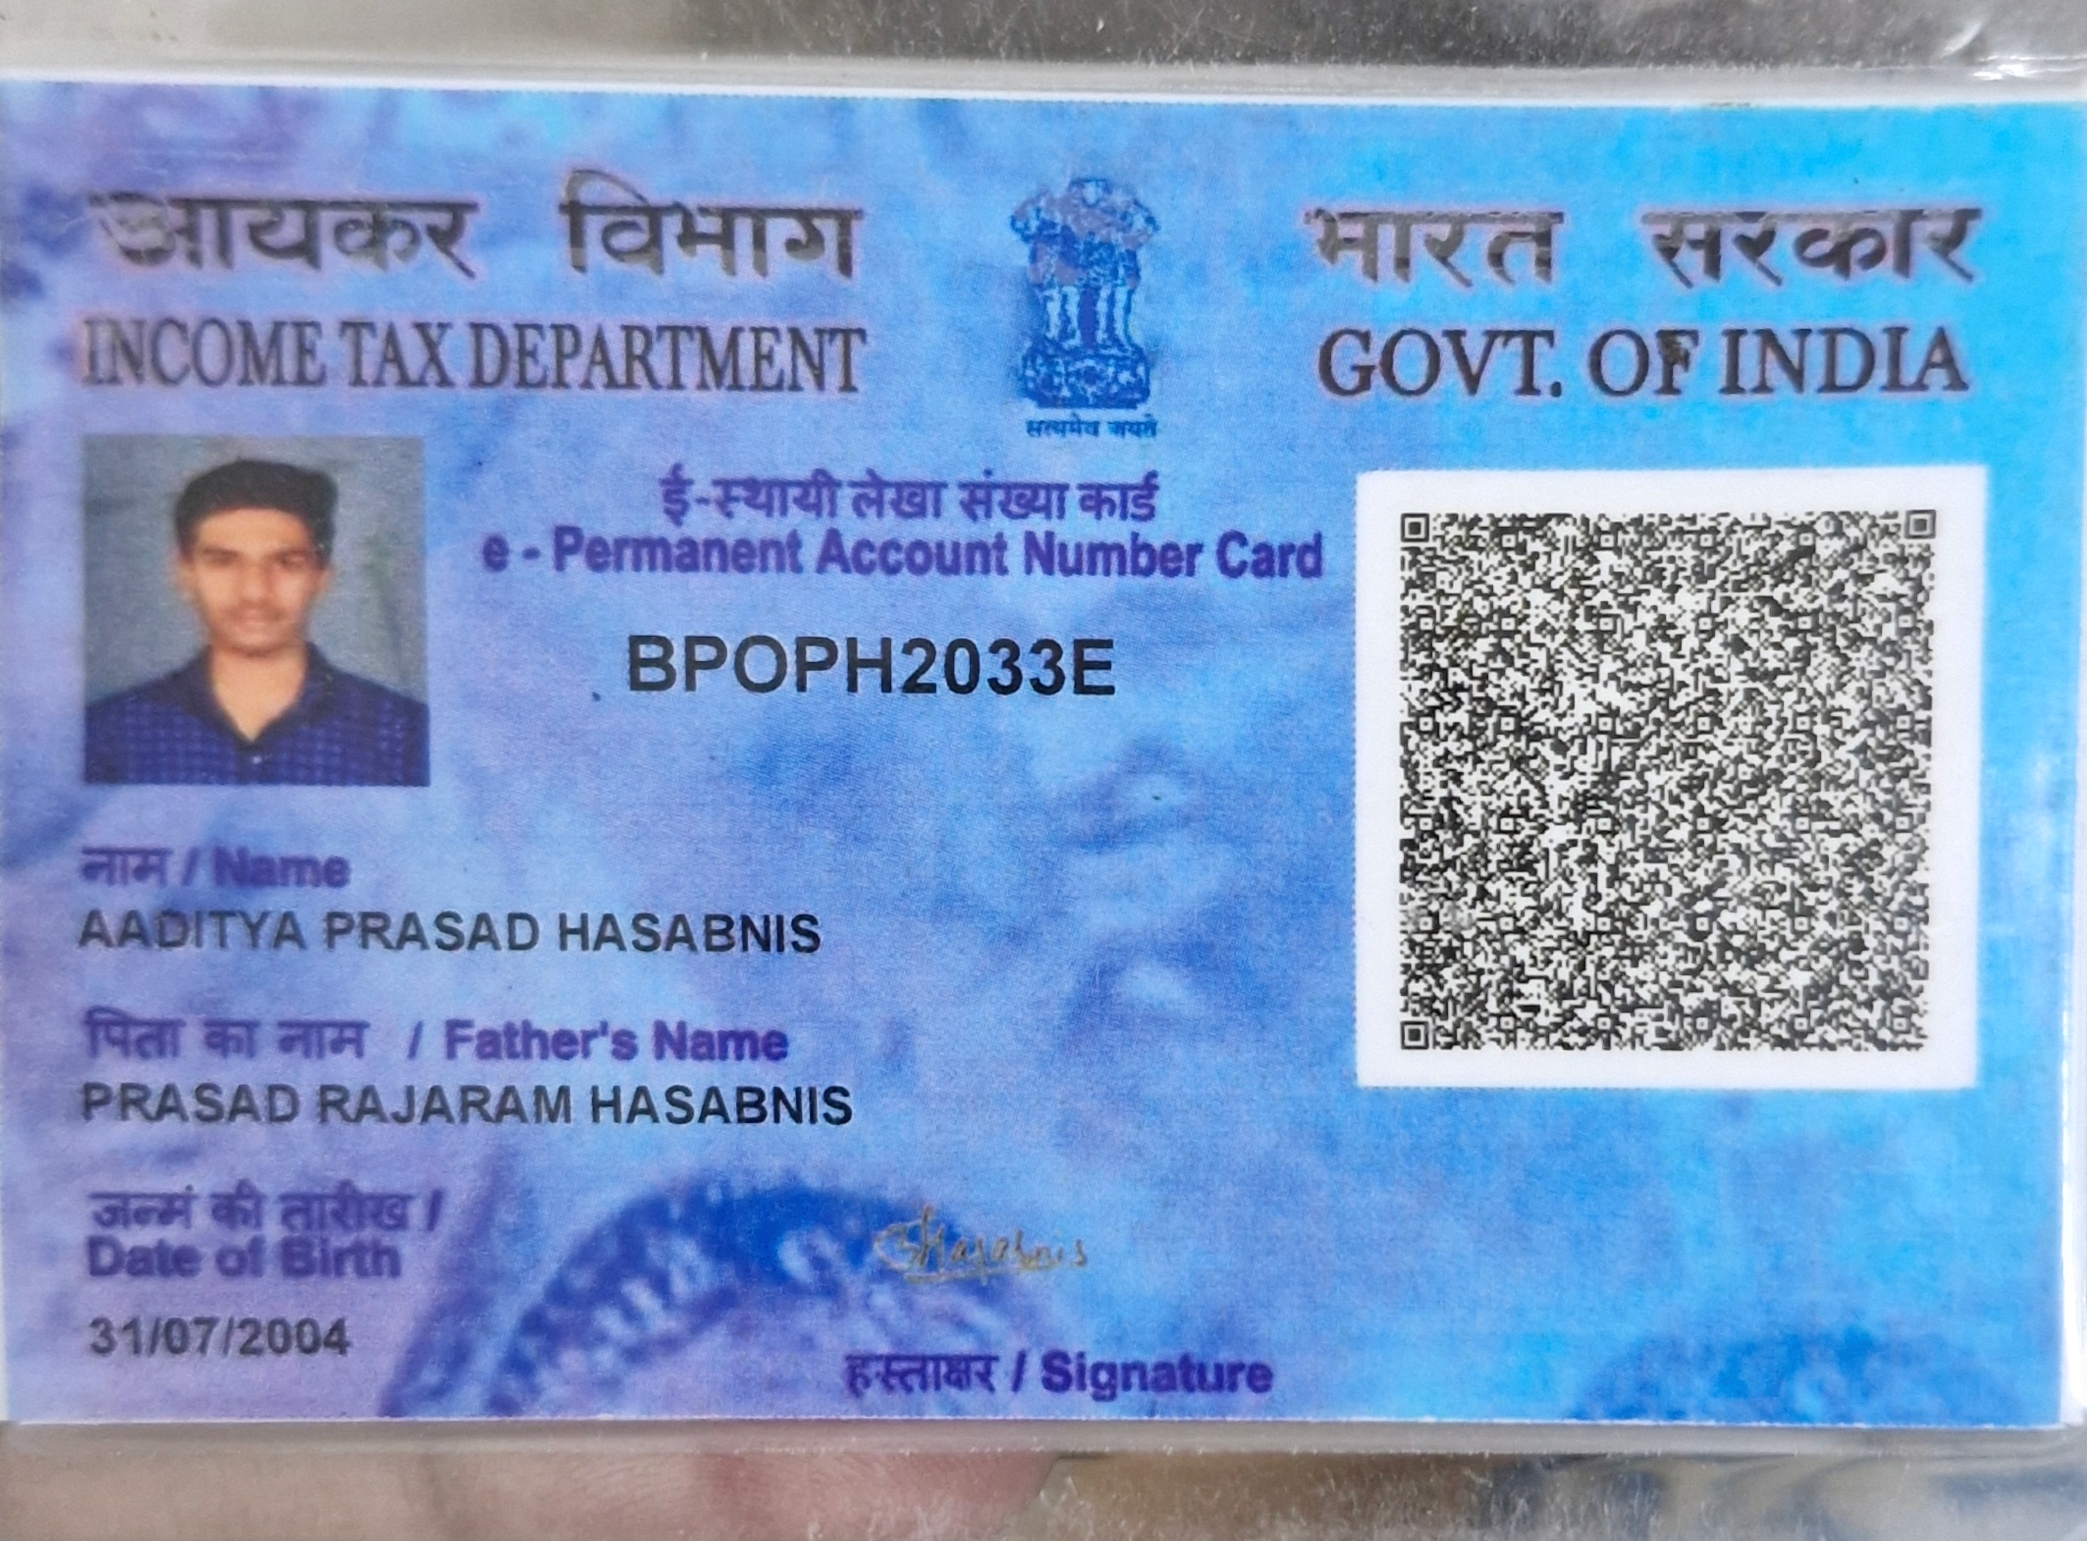 आयकर विभाग
INCOME TAX DEPARTMENT
सत्यमेव जयते
भारत सरकार
GOVT. OF INDIA
ई-स्थायी लेखा संख्या कार्ड
e - Permanent Account Number Card
BPOPH2033E
नाम / Name
AADITYA PRASAD HASABNIS
पिता का नाम / Father's Name
PRASAD RAJARAM HASABNIS
जन्म की तारीख /
Date of Birth
31/07/2004
Hasabnis
हस्ताक्षर / Signature